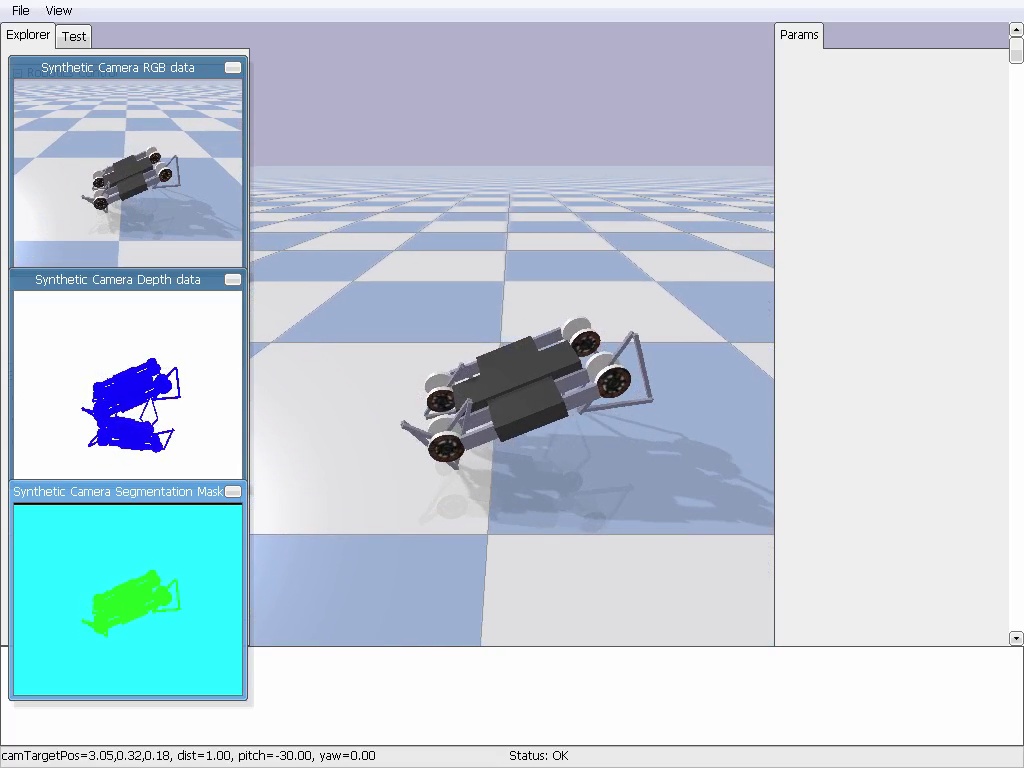 File View
Explorer Test
Params
Synthetic Camera RGB data
Synthetic Camera Depth data
Synthetic Camera Segmentation Mask
camTargetPos=3.05,0.32,0.18, dist=1.00, pitch=-30.00, yaw=0.00 Status: OK